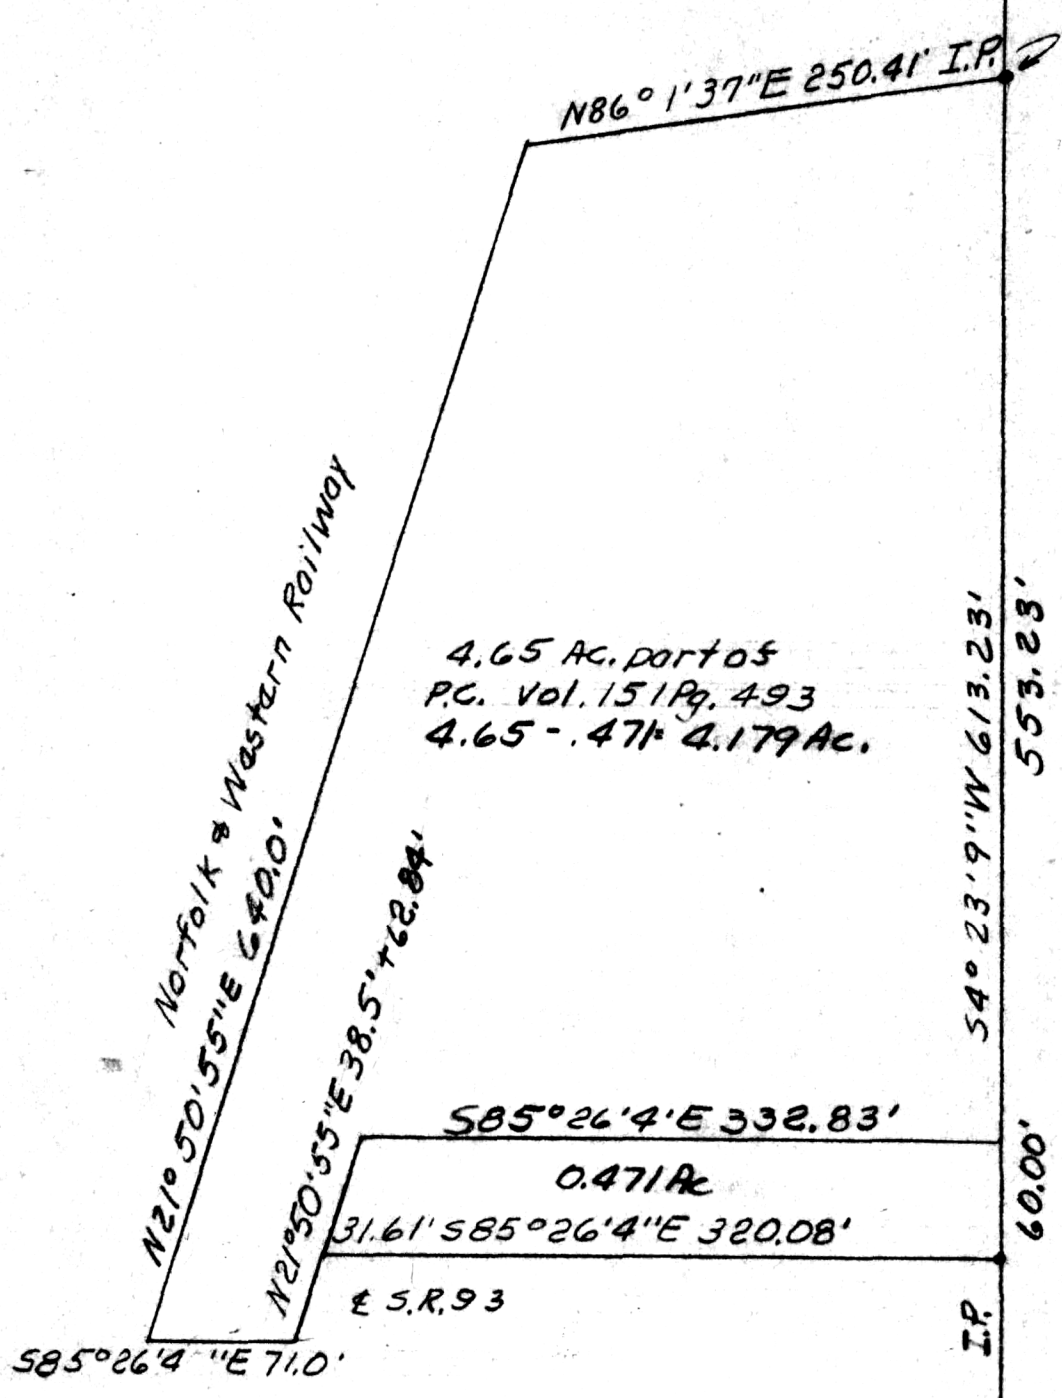 N86° 1'37"E 250.41' I.P.
Norfolk & Western Railway
N21° 50'55"E 640.0'
4.65 Ac. part of
P.C. Vol. 151 Pg. 493
4.65 - .471= 4.179 Ac.
S4° 23'9"W 613.23'
553.23'
N21°50'55"E 38.5'+62.84'
S85°26'4'E 332.83'
0.471 Ac
60.00'
31.61' S85°26'4"E 320.08'
℄ S.R. 93
I.P.
S85°26'4 "E 71.0'